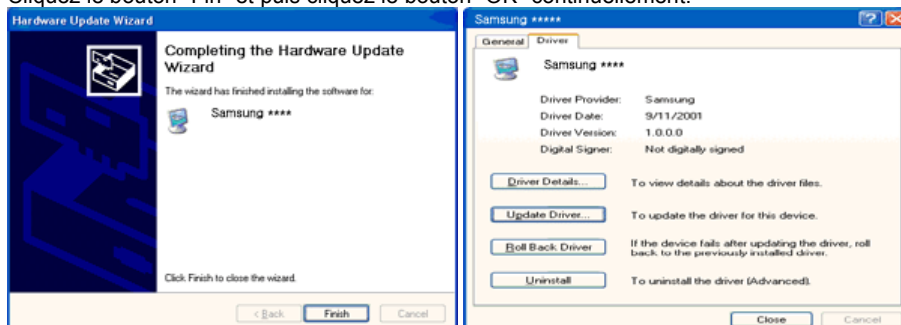 Cliquez le bouton "Fin" et puis cliquez le bouton "OK" continuellement.
Hardware Update Wizard
Completing the Hardware Update
Wizard
The wizard has finished installing the software for:
Samsung ****
Click Finish to close the wizard.
< Back
Finish
Cancel
Samsung *****
General
Driver
Samsung ****
Driver Provider: Samsung
Driver Date: 9/11/2001
Driver Version: 1.0.0.0
Digital Signer: Not digitally signed
Driver Details...
To view details about the driver files.
Update Driver...
To update the driver for this device.
Roll Back Driver
If the device fails after updating the driver, roll
back to the previously installed driver.
Uninstall
To uninstall the driver (Advanced).
Close
Cancel